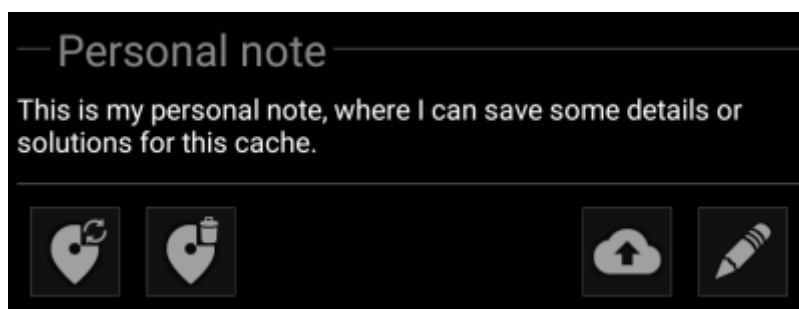 Personal note
This is my personal note, where I can save some details or
solutions for this cache.